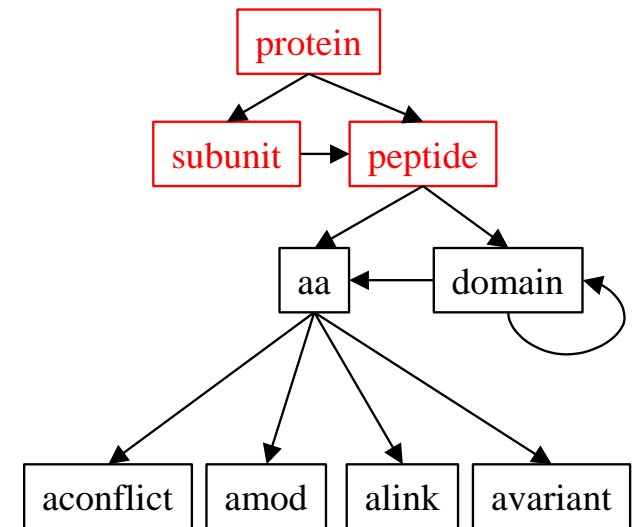 protein
subunit
peptide
aa
domain
aconflict
amod
alink
avariant